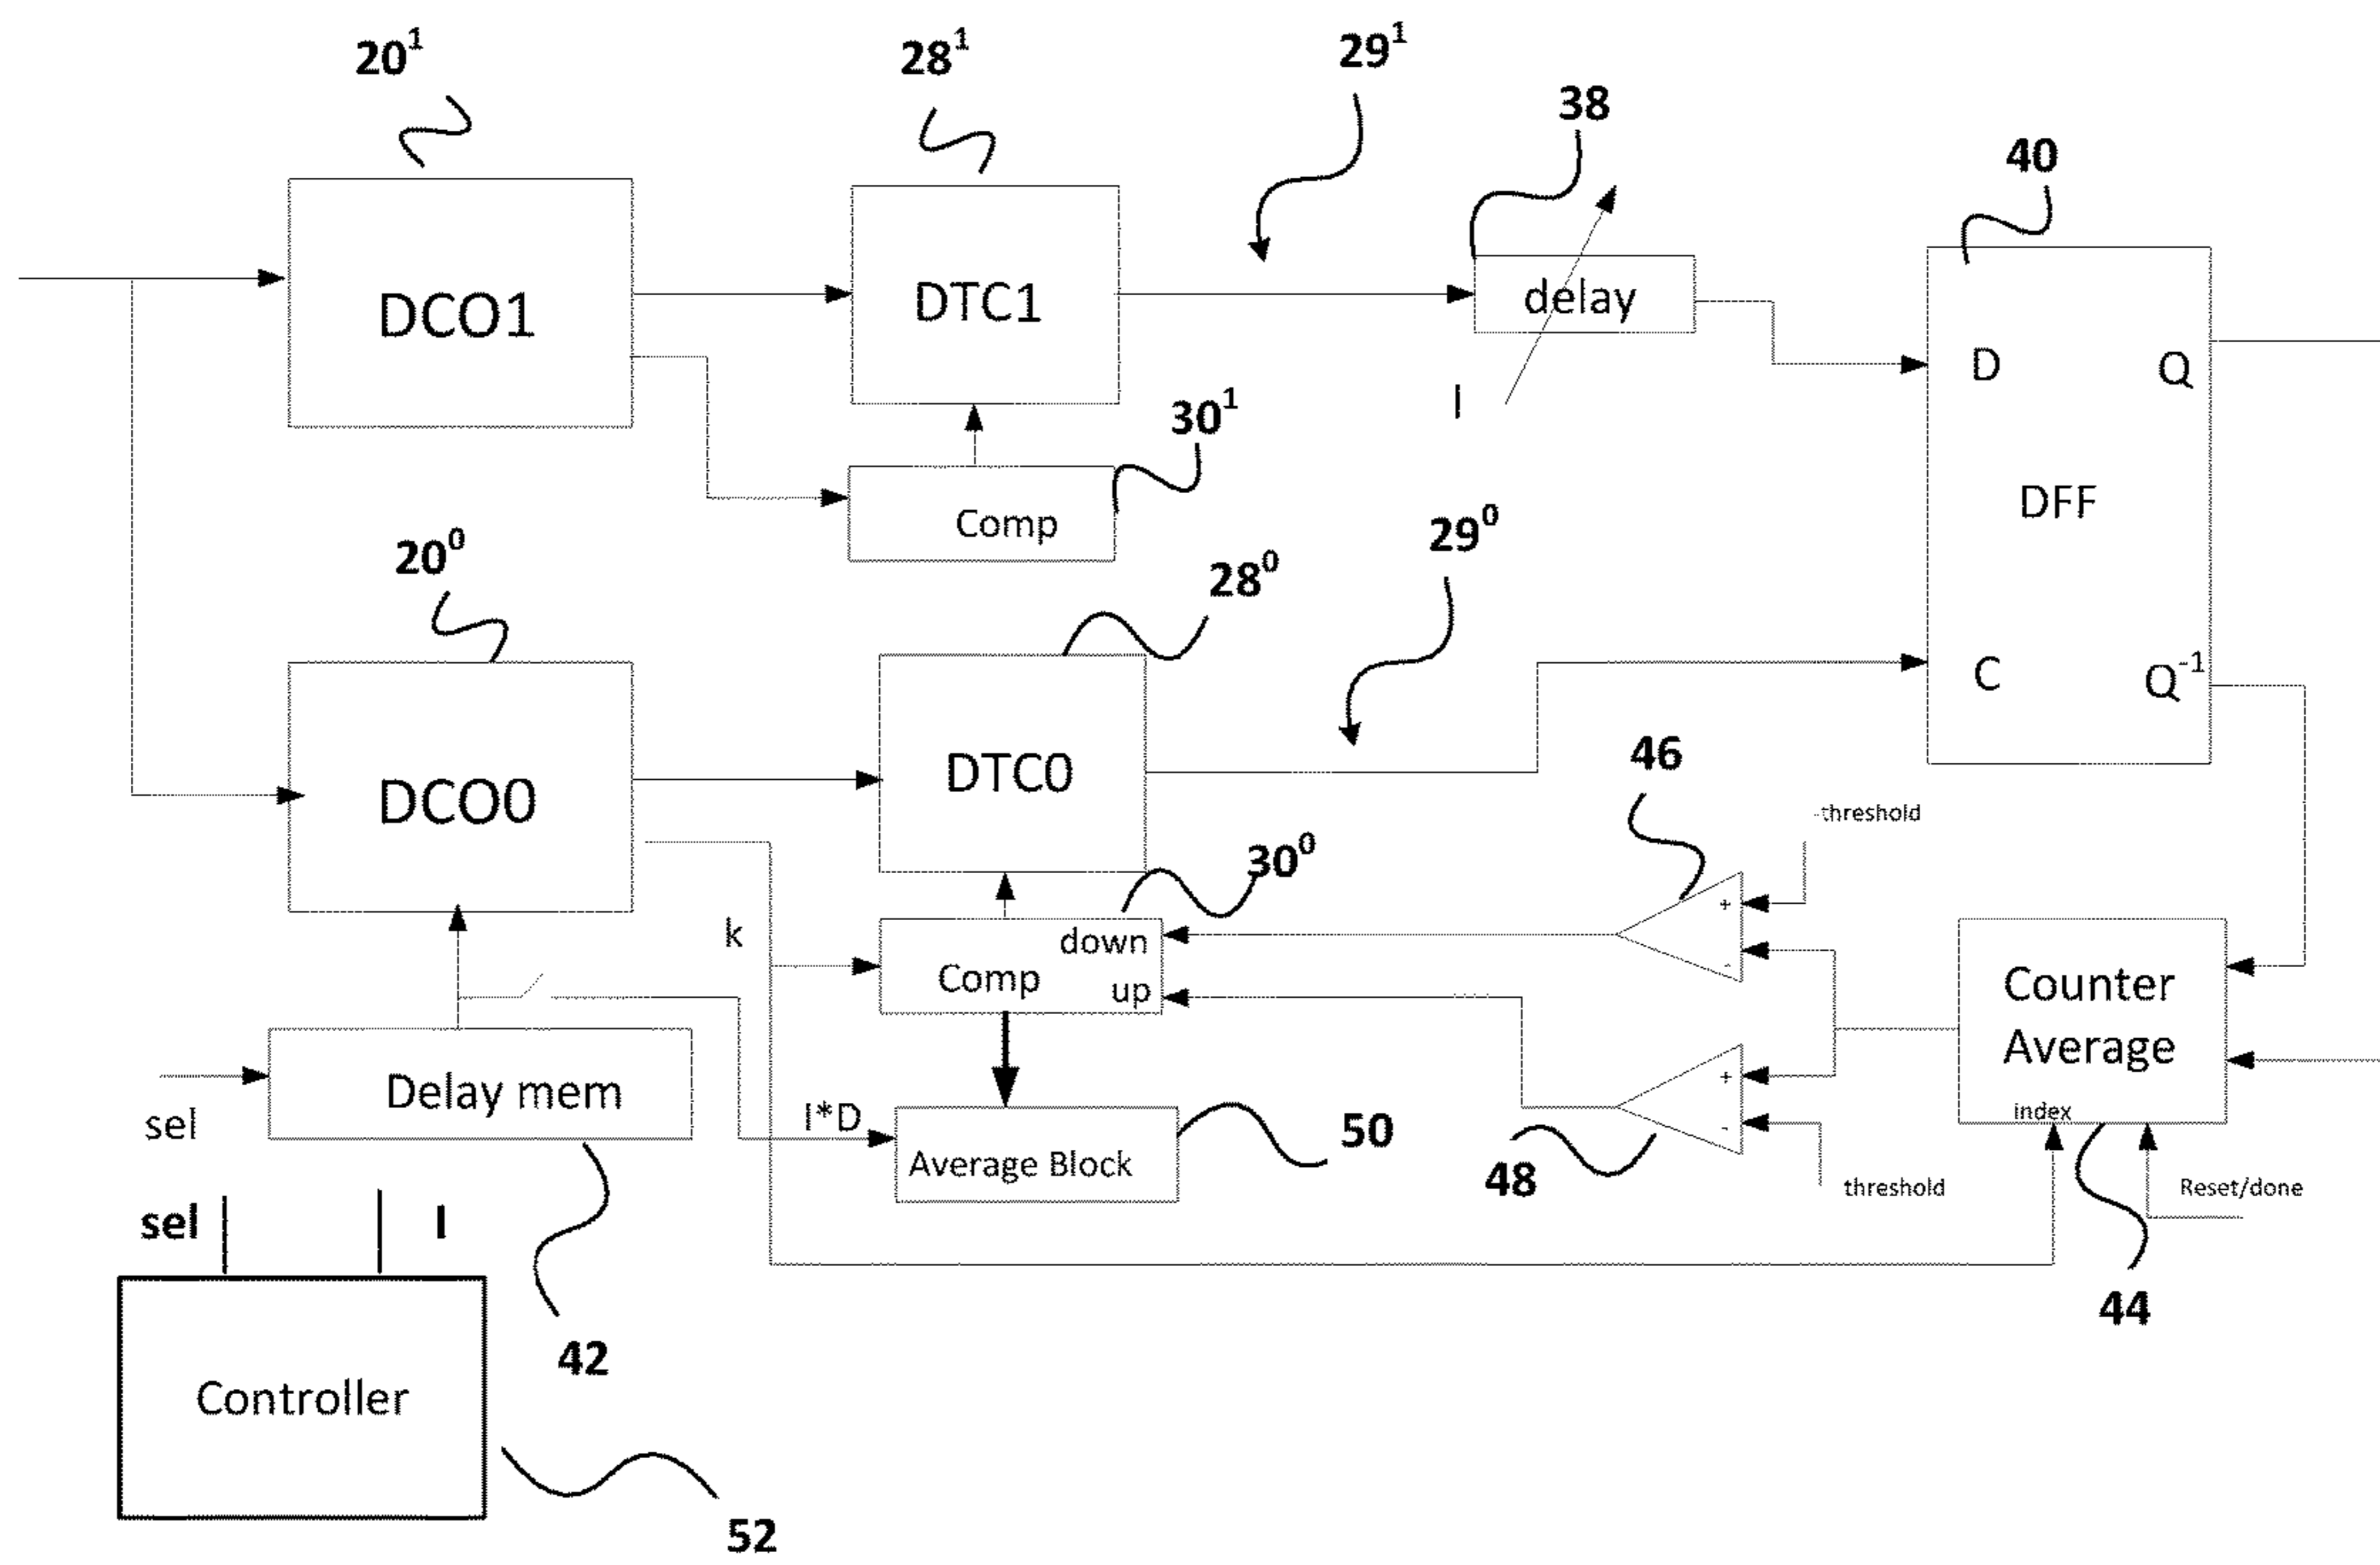 20¹
28¹
29¹
38
40
DCO1
DTC1
delay
D
Q
I
30¹
Comp
DFF
20⁰
29⁰
28⁰
C
Q⁻¹
DCO0
DTC0
46
-threshold
30⁰
k
down
+
Comp
up
-
Counter
Average
sel
Delay mem
I*D
+
index
Average Block
50
-
48
threshold
Reset/done
sel
I
42
44
Controller
52